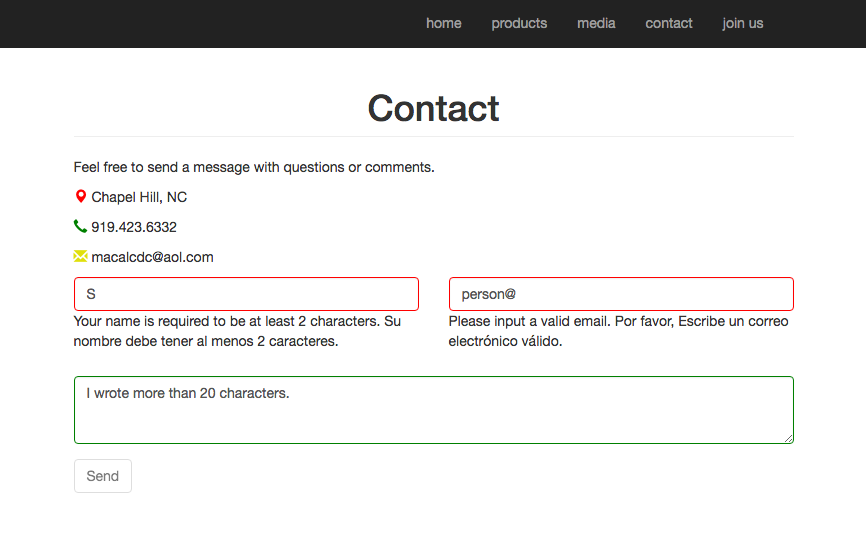 home products media contact join us
Contact
Feel free to send a message with questions or comments.
Chapel Hill, NC
919.423.6332
macalcdc@aol.com
S
person@
Your name is required to be at least 2 characters. Su
nombre debe tener al menos 2 caracteres.
Please input a valid email. Por favor, Escribe un correo
electrónico válido.
I wrote more than 20 characters.
Send